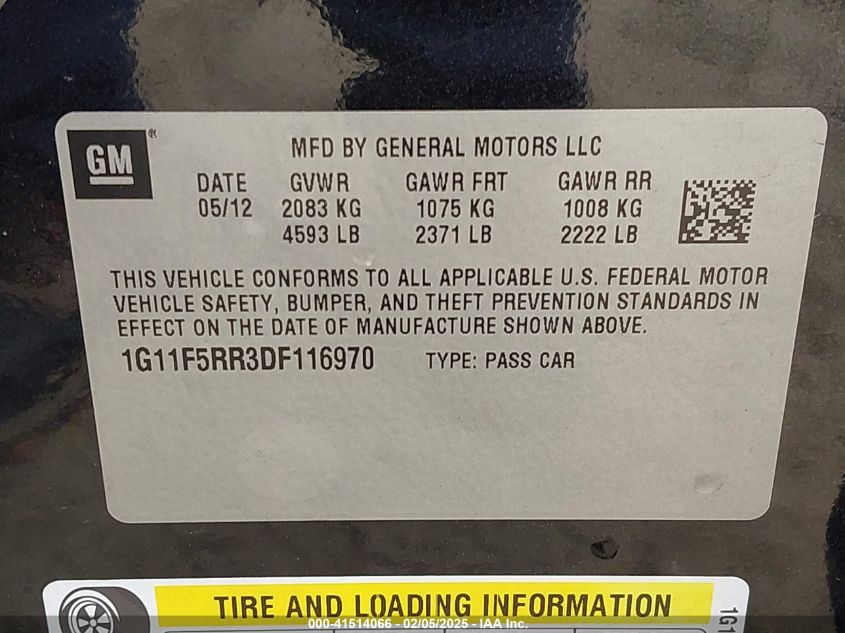 GM ®
MFD BY GENERAL MOTORS LLC
DATE GVWR GAWR FRT GAWR RR
05/12 2083 KG 1075 KG 1008 KG
4593 LB 2371 LB 2222 LB
THIS VEHICLE CONFORMS TO ALL APPLICABLE U.S. FEDERAL MOTOR
VEHICLE SAFETY, BUMPER, AND THEFT PREVENTION STANDARDS IN
EFFECT ON THE DATE OF MANUFACTURE SHOWN ABOVE.
1G11F5RR3DF116970 TYPE: PASS CAR
TIRE AND LOADING INFORMATION
1G1
000-41514066 - 02/05/2025 - IAA Inc.